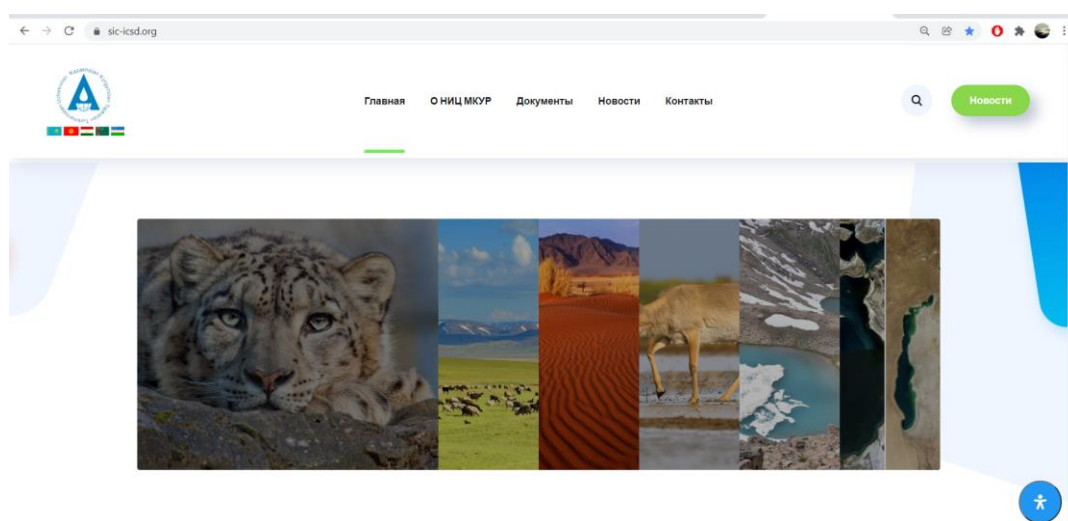 sic-icsd.org
Главная
О НИЦ МКУР
Документы
Новости
Контакты
Новости